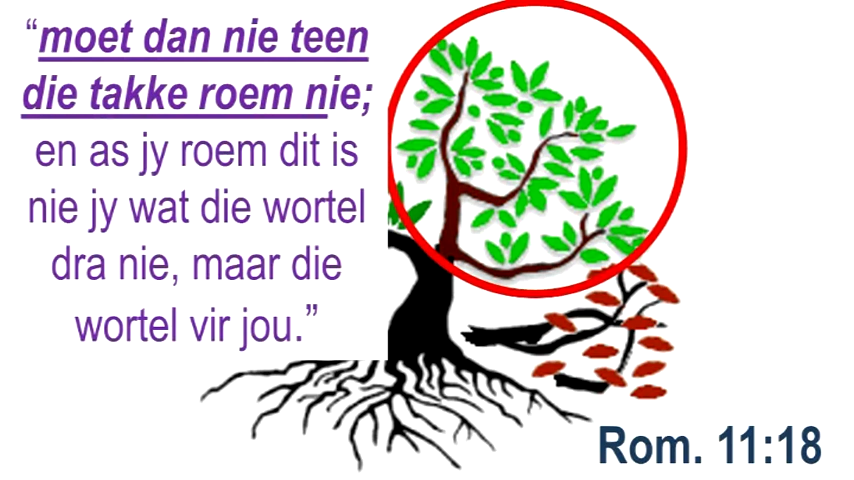 “moet dan nie teen
die takke roem nie;
en as jy roem dit is
nie jy wat die wortel
dra nie, maar die
wortel vir jou.”
Rom. 11:18